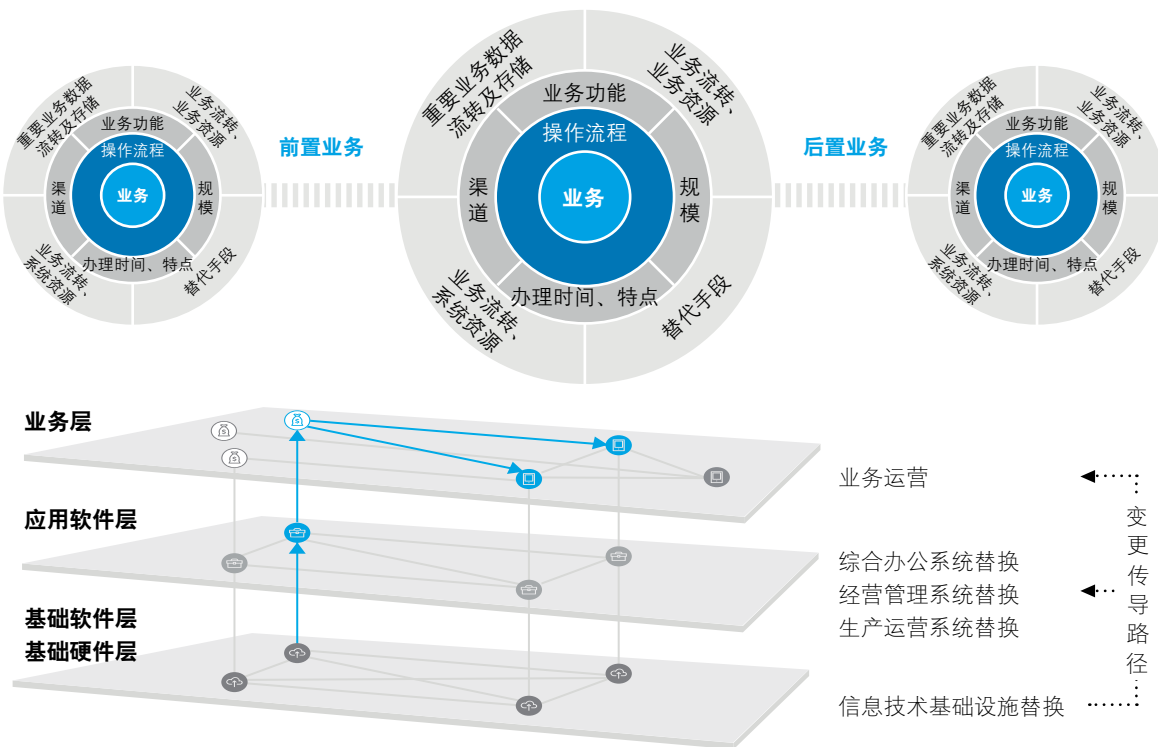 重要业务数据
流转及存储
业务流转、
业务资源
业务功能
操作流程
渠道
业务
规模
办理时间、特点
业务流转、
系统资源
替代手段
前置业务
重要业务数据
流转及存储
业务流转、
业务资源
业务功能
操作流程
渠道
业务
规模
办理时间、特点
业务流转、
系统资源
替代手段
后置业务
重要业务数据
流转及存储
业务流转、
业务资源
业务功能
操作流程
渠道
业务
规模
办理时间、特点
业务流转、
系统资源
替代手段
业务层
业务运营
应用软件层
综合办公系统替换
经营管理系统替换
生产运营系统替换
基础软件层
基础硬件层
信息技术基础设施替换
变更传导路径